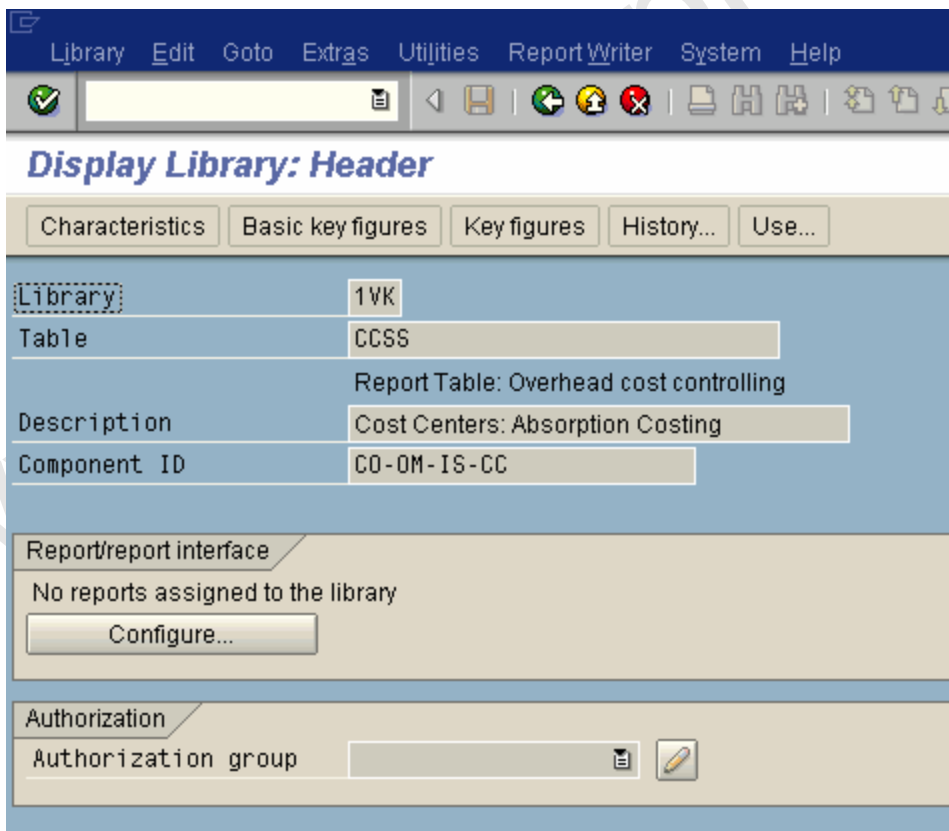 Library Edit Goto Extras Utilities Report Writer System Help
Display Library: Header
Characteristics Basic key figures Key figures History... Use...
Library 1VK
Table CCSS
Report Table: Overhead cost controlling
Description Cost Centers: Absorption Costing
Component ID CO-OM-IS-CC
Report/report interface
No reports assigned to the library
Configure...
Authorization
Authorization group